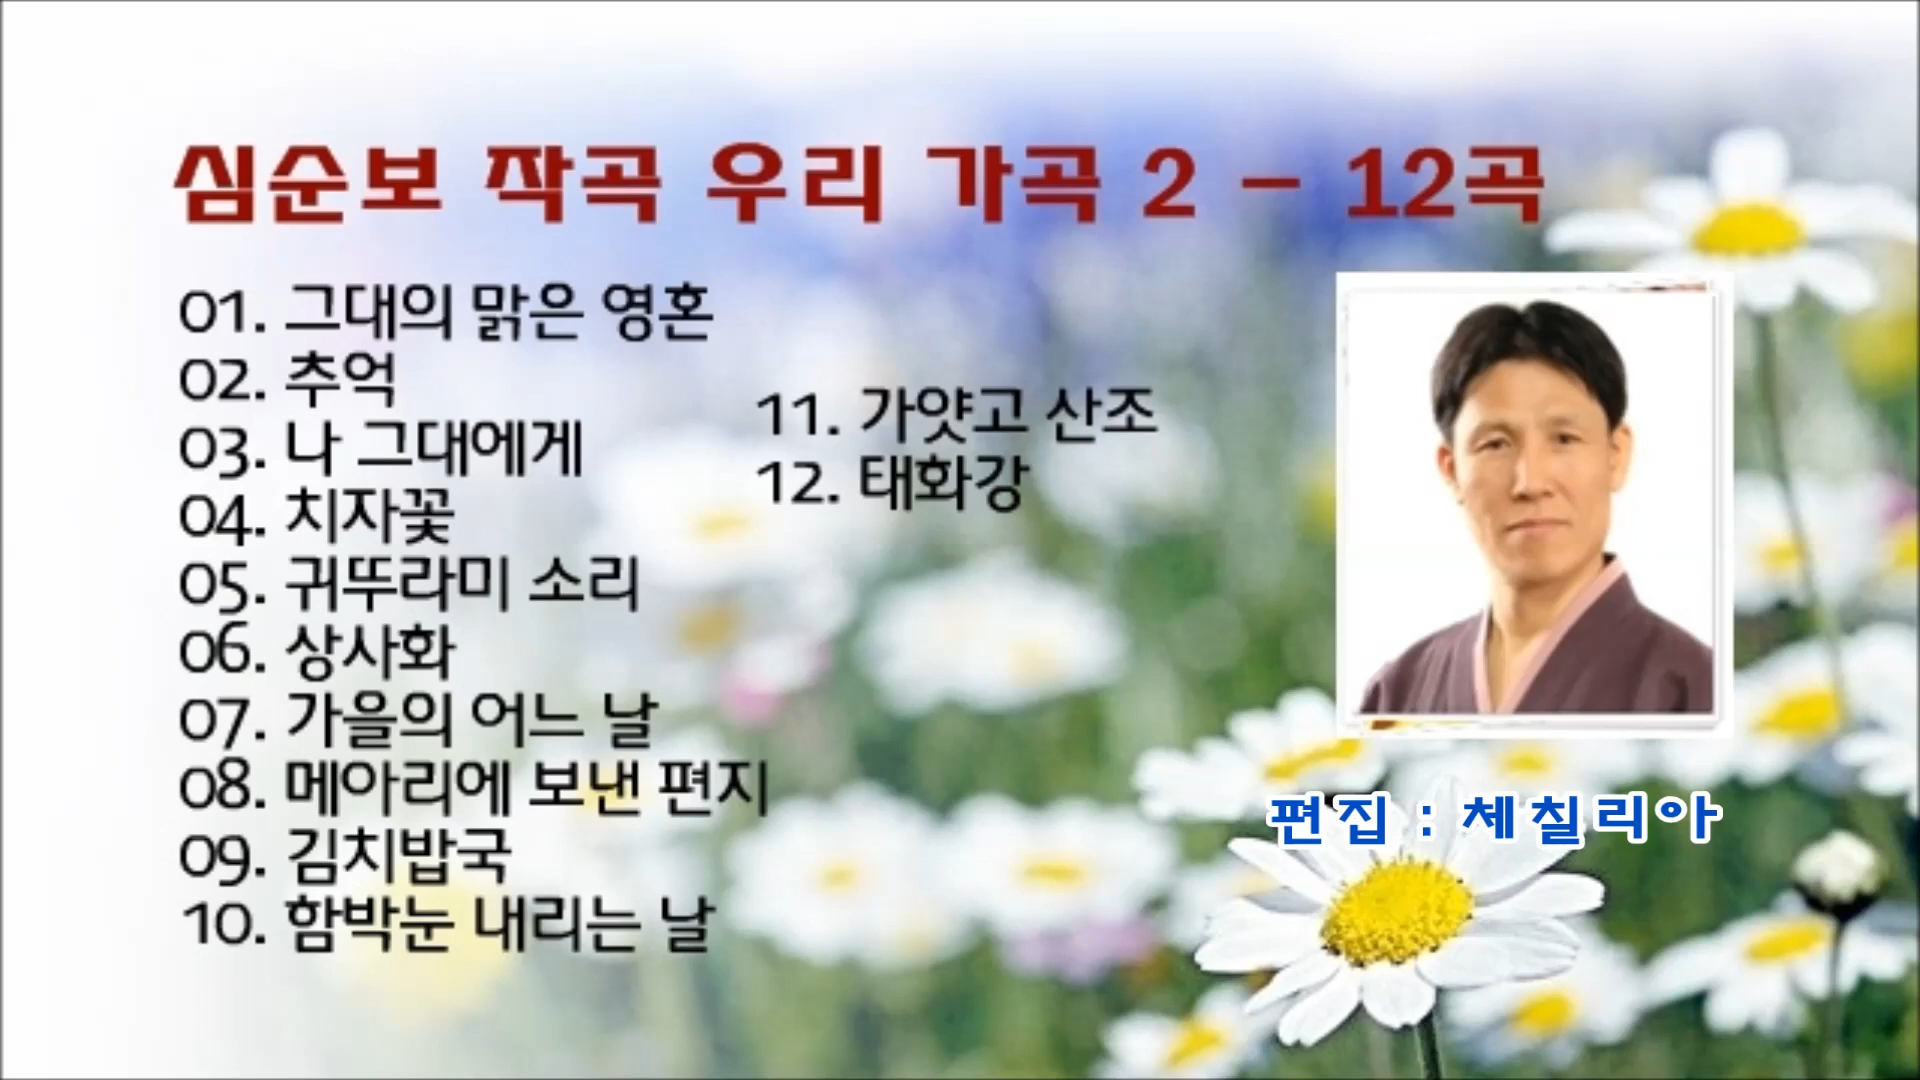 심순보 작곡 우리 가곡 2 - 12곡
01. 그대의 맑은 영혼
02. 추억
03. 나 그대에게
04. 치자꽃
05. 귀뚜라미 소리
06. 상사화
07. 가을의 어느 날
08. 메아리에 보낸 편지
09. 김치밥국
10. 함박눈 내리는 날
11. 가얏고 산조
12. 태화강
편집 : 체칠리아